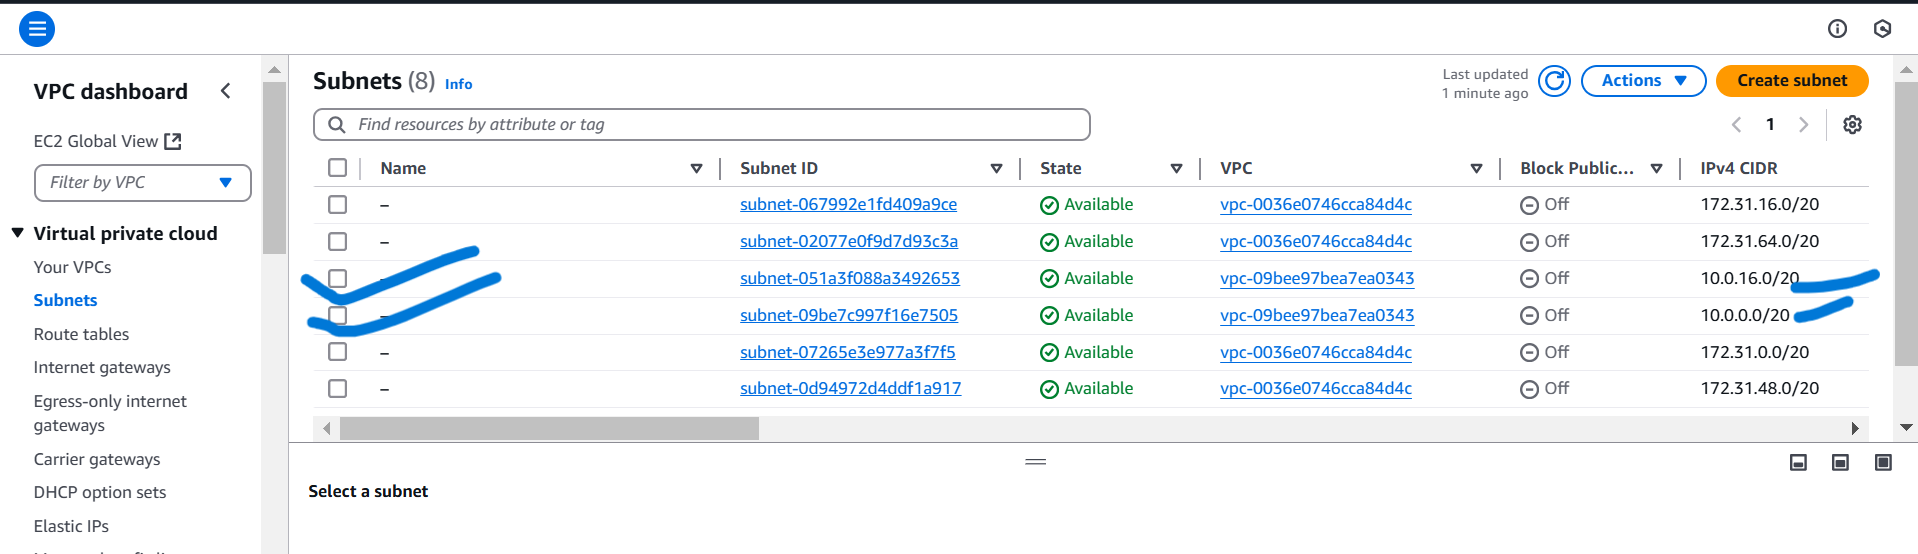 VPC dashboard
EC2 Global View
Filter by VPC
Virtual private cloud
Your VPCs
Subnets
Route tables
Internet gateways
Egress-only internet
gateways
Carrier gateways
DHCP option sets
Elastic IPs
Subnets (8) Info
Last updated
1 minute ago
Actions
Create subnet
Find resources by attribute or tag
1
Name Subnet ID State VPC Block Public... IPv4 CIDR
– subnet-067992e1fd409a9ce Available vpc-0036e0746cca84d4c Off 172.31.16.0/20
– subnet-02077e0f9d7d93c3a Available vpc-0036e0746cca84d4c Off 172.31.64.0/20
– subnet-051a3f088a3492653 Available vpc-09bee97bea7ea0343 Off 10.0.16.0/20
– subnet-09be7c997f16e7505 Available vpc-09bee97bea7ea0343 Off 10.0.0.0/20
– subnet-07265e3e977a3f7f5 Available vpc-0036e0746cca84d4c Off 172.31.0.0/20
– subnet-0d94972d4ddf1a917 Available vpc-0036e0746cca84d4c Off 172.31.48.0/20
Select a subnet